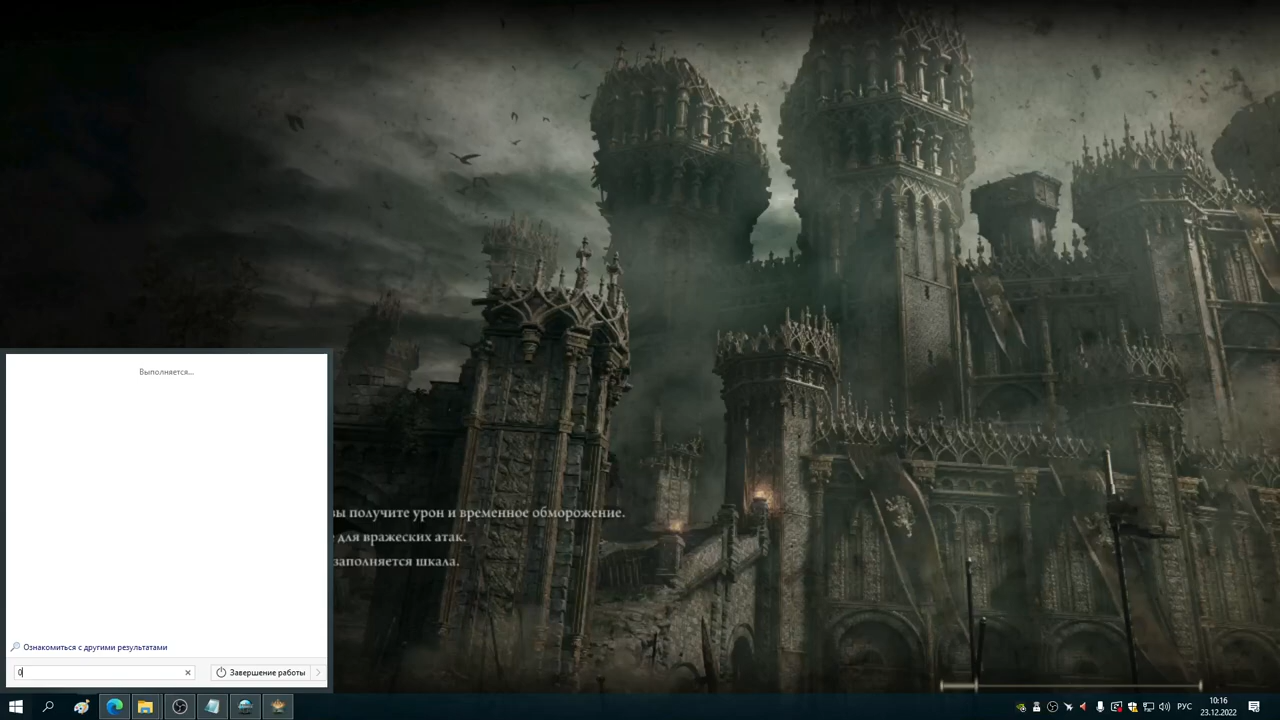 Выполняется...
вы получите урон и временное обморожение.
для вражеских атак.
заполняется шкала.
Ознакомиться с другими результатами
0
Завершение работы
РУС
10:16
23.12.2022